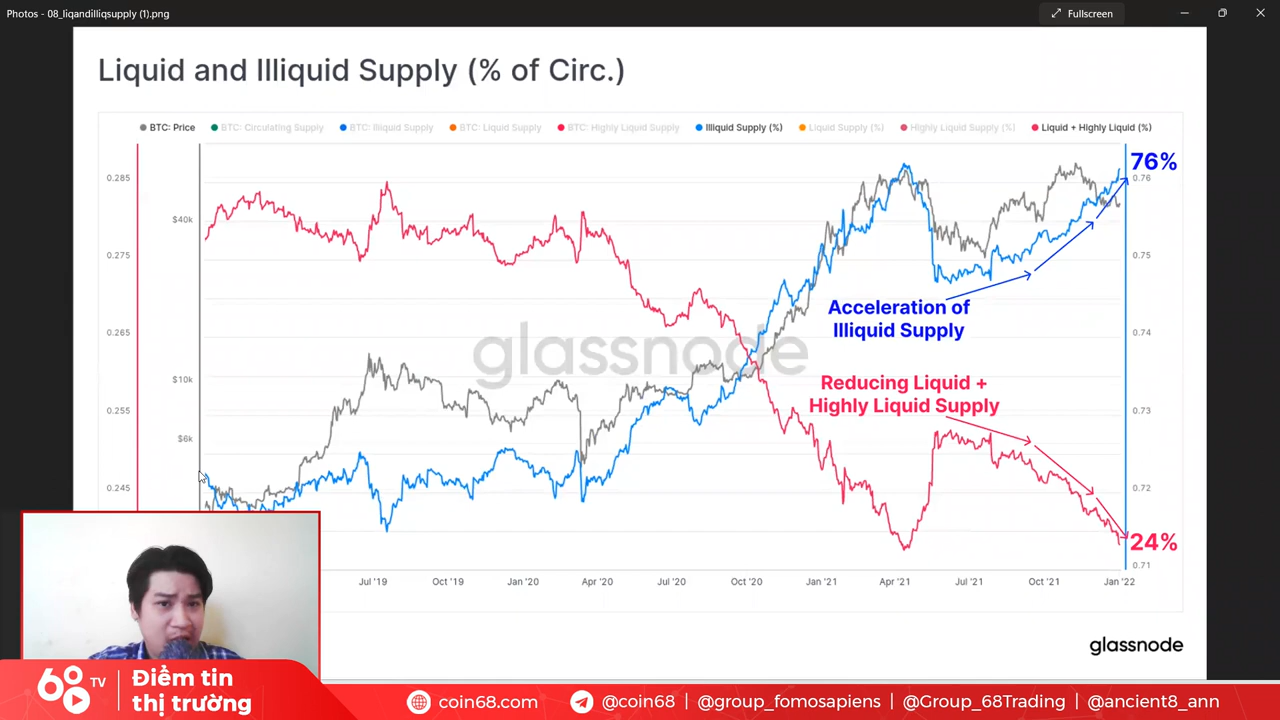 Photos - 08_liqandilliqsupply (1).png
Fullscreen
Liquid and Illiquid Supply (% of Circ.)
BTC: Price
BTC: Circulating Supply
BTC: Illiquid Supply
BTC: Liquid Supply
BTC: Highly Liquid Supply
Illiquid Supply (%)
Liquid Supply (%)
Highly Liquid Supply (%)
Liquid + Highly Liquid (%)
0.285
0.275
0.265
0.255
0.245
$40k
$10k
$6k
76%
0.76
0.75
0.74
0.73
0.72
0.71
Acceleration of
Illiquid Supply
glassnode
Reducing Liquid +
Highly Liquid Supply
24%
Jul '19
Oct '19
Jan '20
Apr '20
Jul '20
Oct '20
Jan '21
Apr '21
Jul '21
Oct '21
Jan '22
glassnode
68 TV
Điểm tin
thị trường
coin68.com
@coin68 | @group_fomosapiens | @Group_68Trading | @ancient8_ann